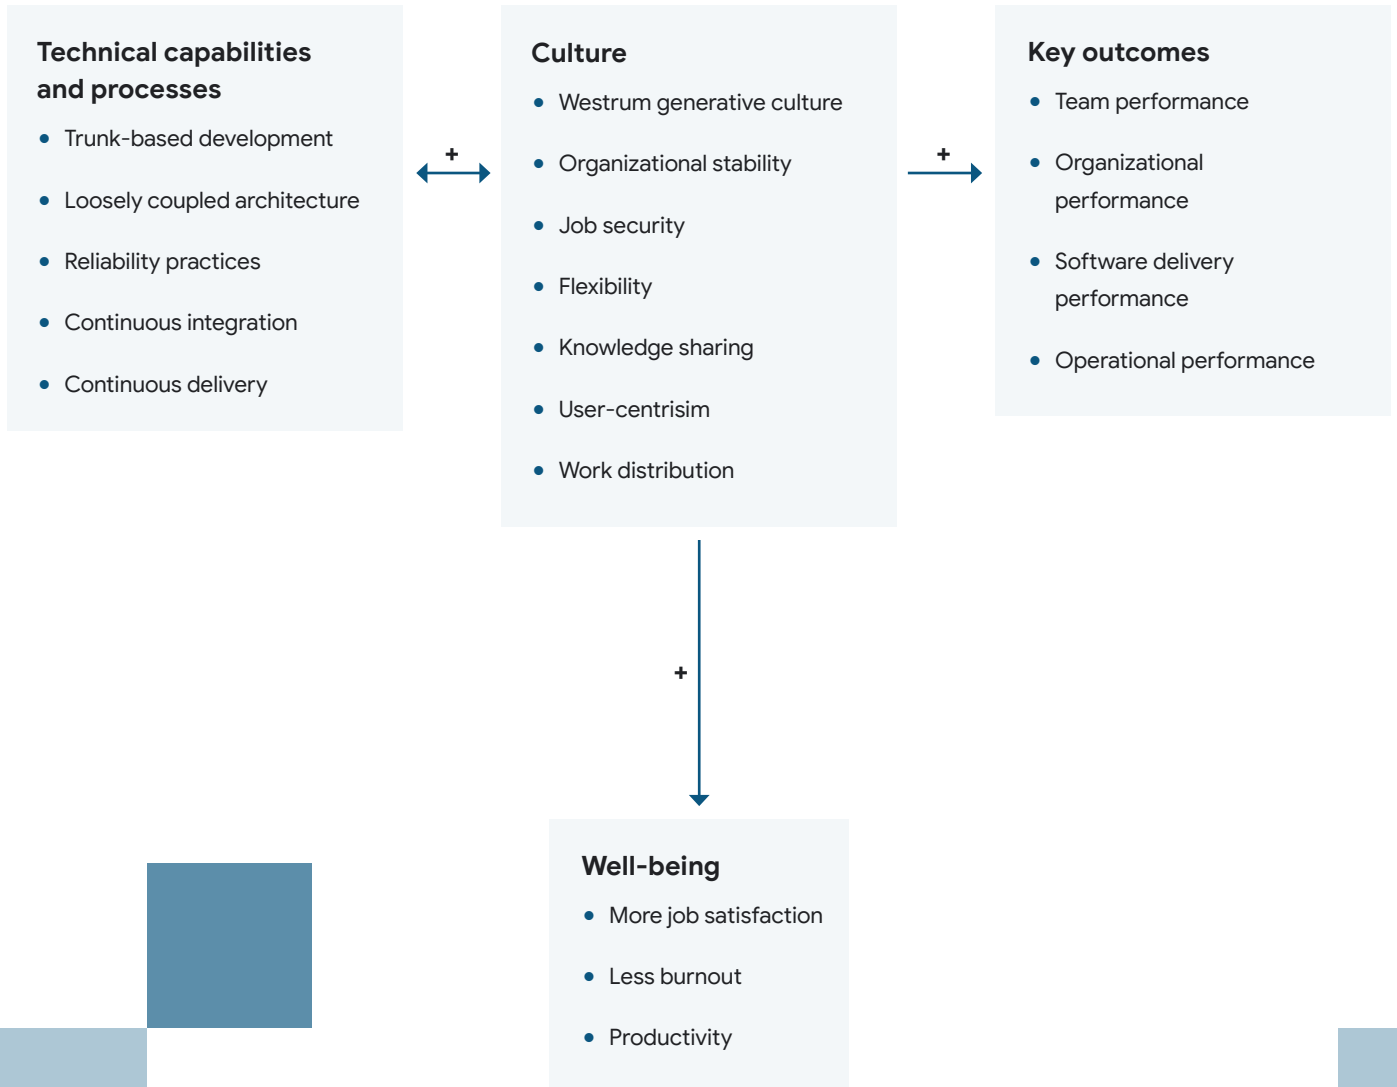 Technical capabilities
and processes
• Trunk-based development
• Loosely coupled architecture
• Reliability practices
• Continuous integration
• Continuous delivery
+
Culture
• Westrum generative culture
• Organizational stability
• Job security
• Flexibility
• Knowledge sharing
• User-centrisim
• Work distribution
+
Key outcomes
• Team performance
• Organizational
performance
• Software delivery
performance
• Operational performance
+
Well-being
• More job satisfaction
• Less burnout
• Productivity